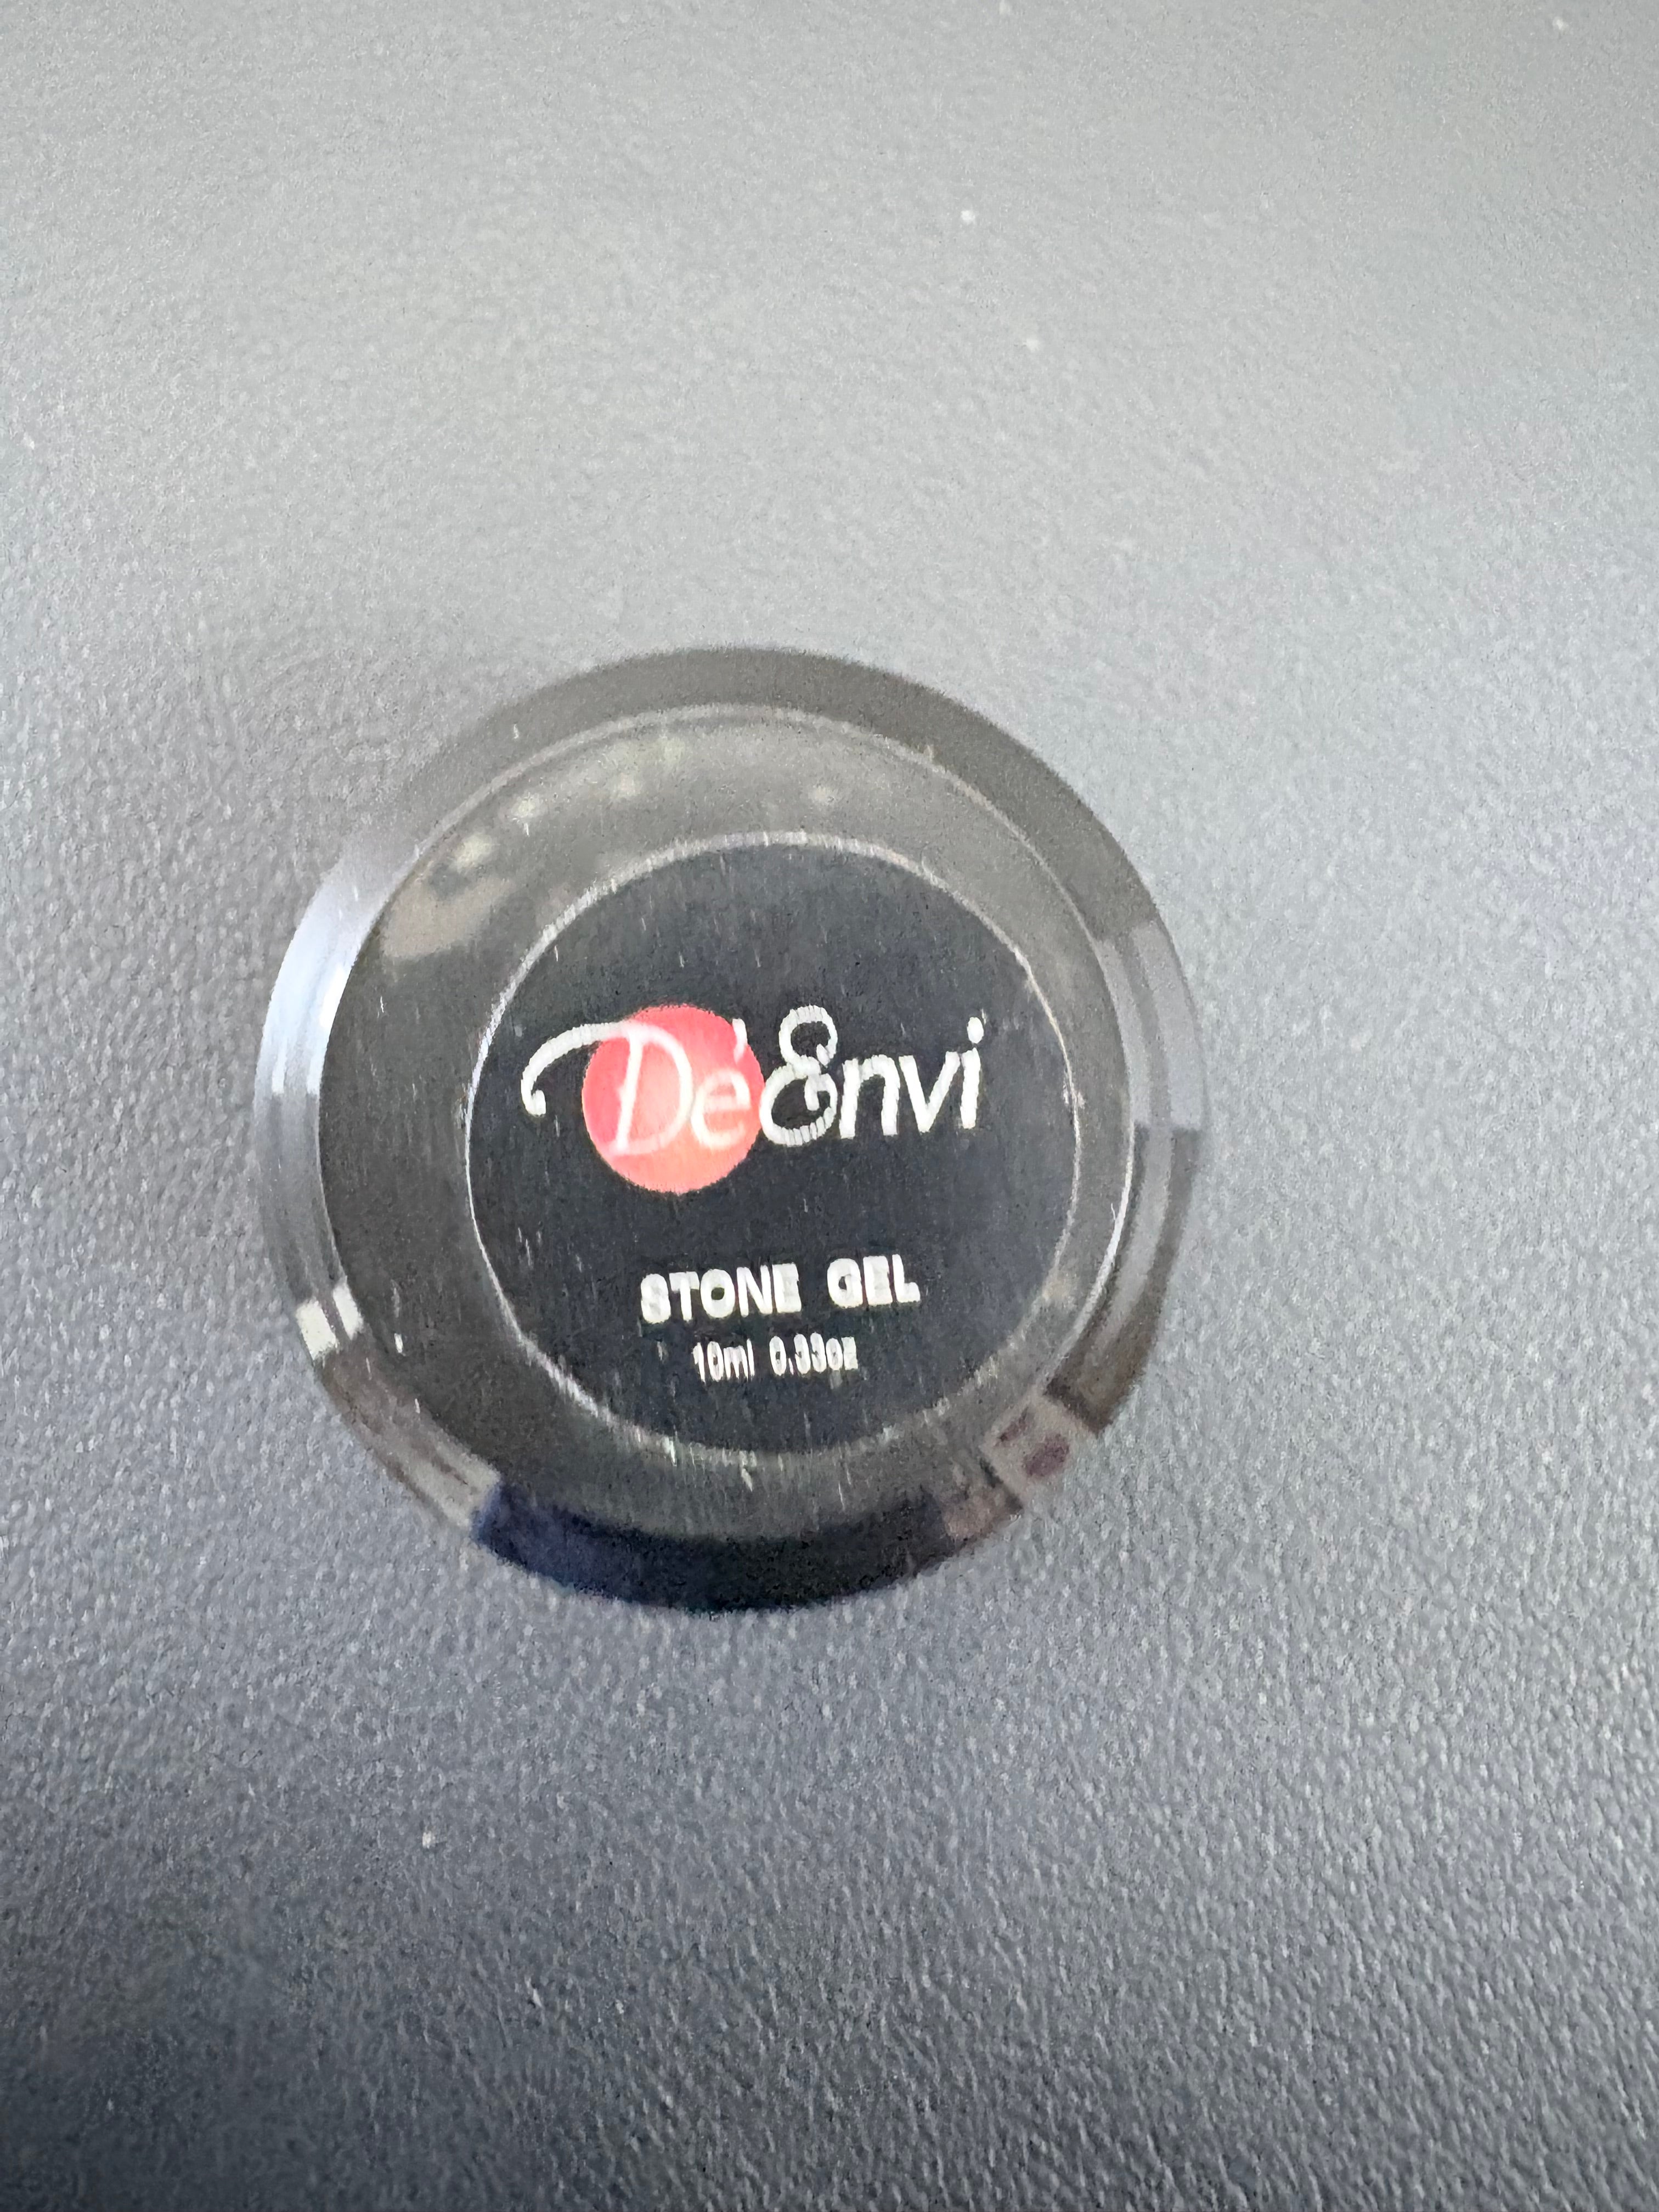 Dé Envi
STONE GEL
10ml 0.33oz